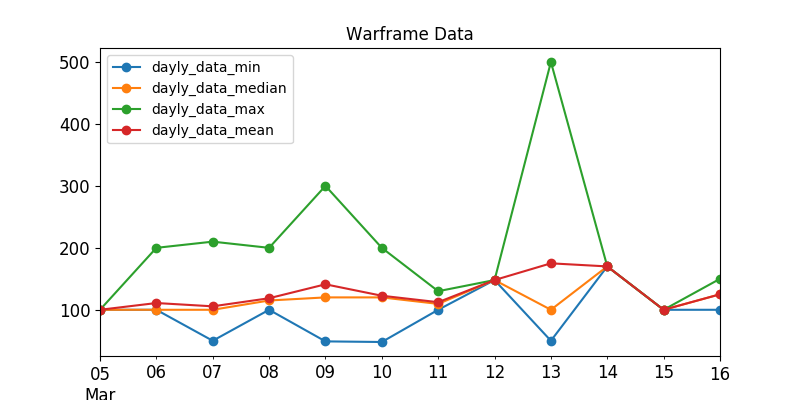 Warframe Data
dayly_data_min
dayly_data_median
dayly_data_max
dayly_data_mean
500
400
300
200
100
05 06 07 08 09 10 11 12 13 14 15 16
Mar